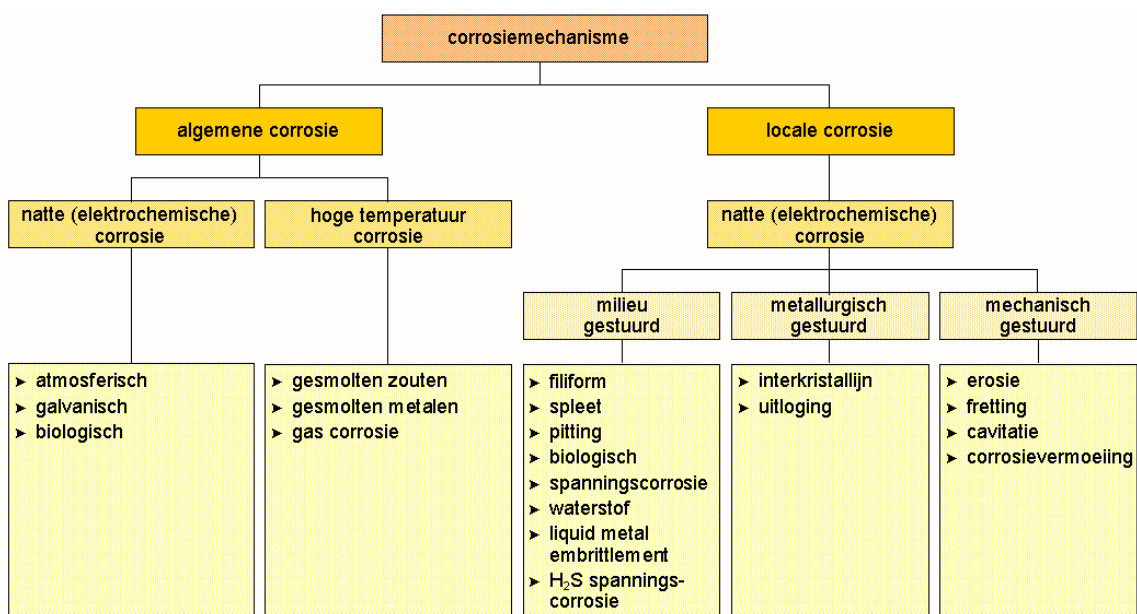 corrosiemechanisme
algemene corrosie
locale corrosie
natte (elektrochemische)
corrosie
hoge temperatuur
corrosie
natte (elektrochemische)
corrosie
milieu
gestuurd
metallurgisch
gestuurd
mechanisch
gestuurd
➤ atmosferisch
➤ galvanisch
➤ biologisch
➤ gesmolten zouten
➤ gesmolten metalen
➤ gas corrosie
➤ filiform
➤ spleet
➤ pitting
➤ biologisch
➤ spanningscorrosie
➤ waterstof
➤ liquid metal
embrittlement
➤ H₂S spannings-
corrosie
➤ interkristallijn
➤ uitloging
➤ erosie
➤ fretting
➤ cavitatie
➤ corrosievermoeiing